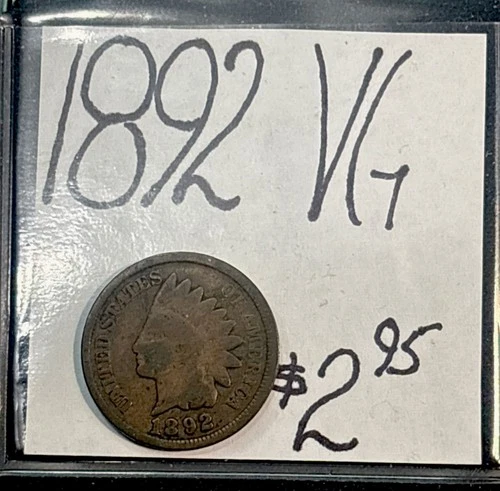 1892 VG
UNITED STATES OF AMERICA
1892
$2.95